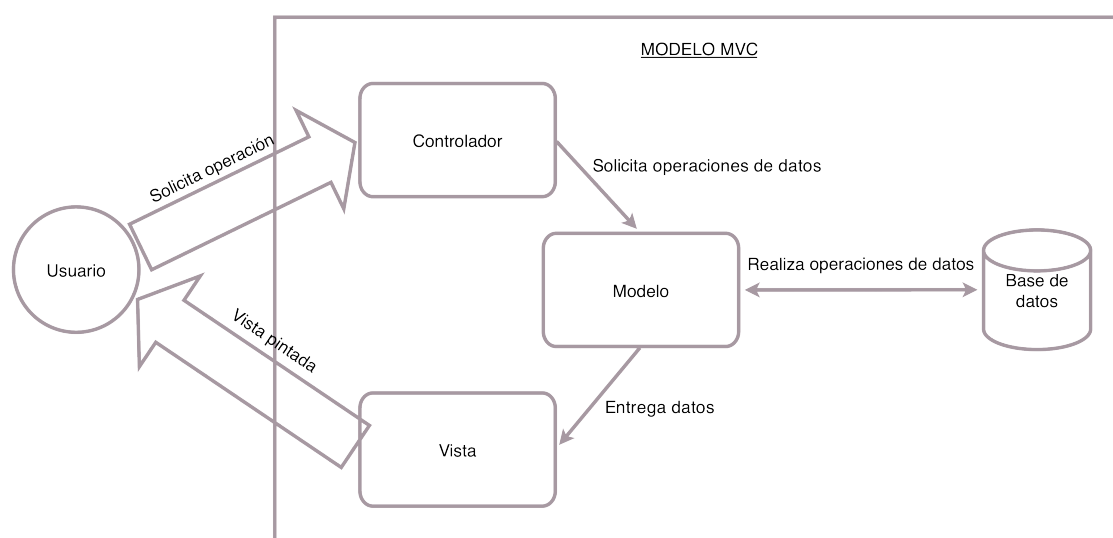 MODELO MVC
Controlador
Solicita operación
Solicita operaciones de datos
Usuario
Modelo
Realiza operaciones de datos
Base de
datos
Vista pintada
Entrega datos
Vista